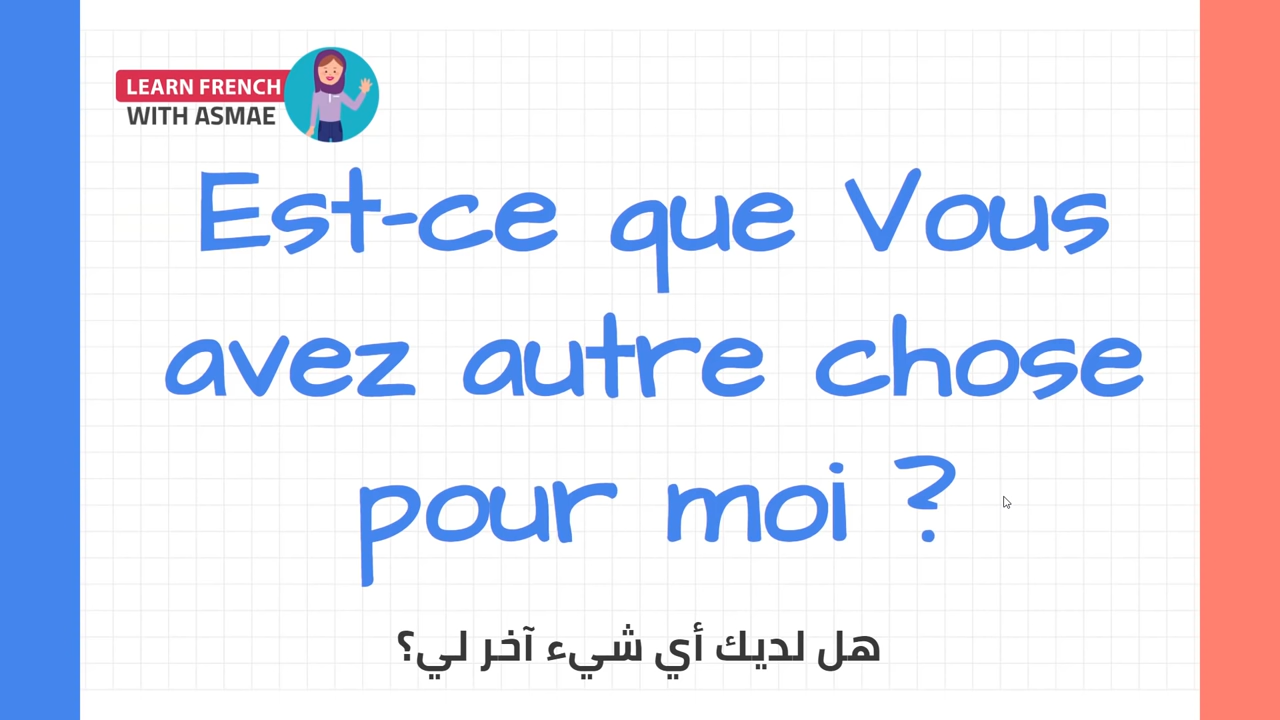 LEARN FRENCH
WITH ASMAE
Est-ce que Vous
avez autre chose
pour moi ?
هل لديك أي شيء آخر لي؟